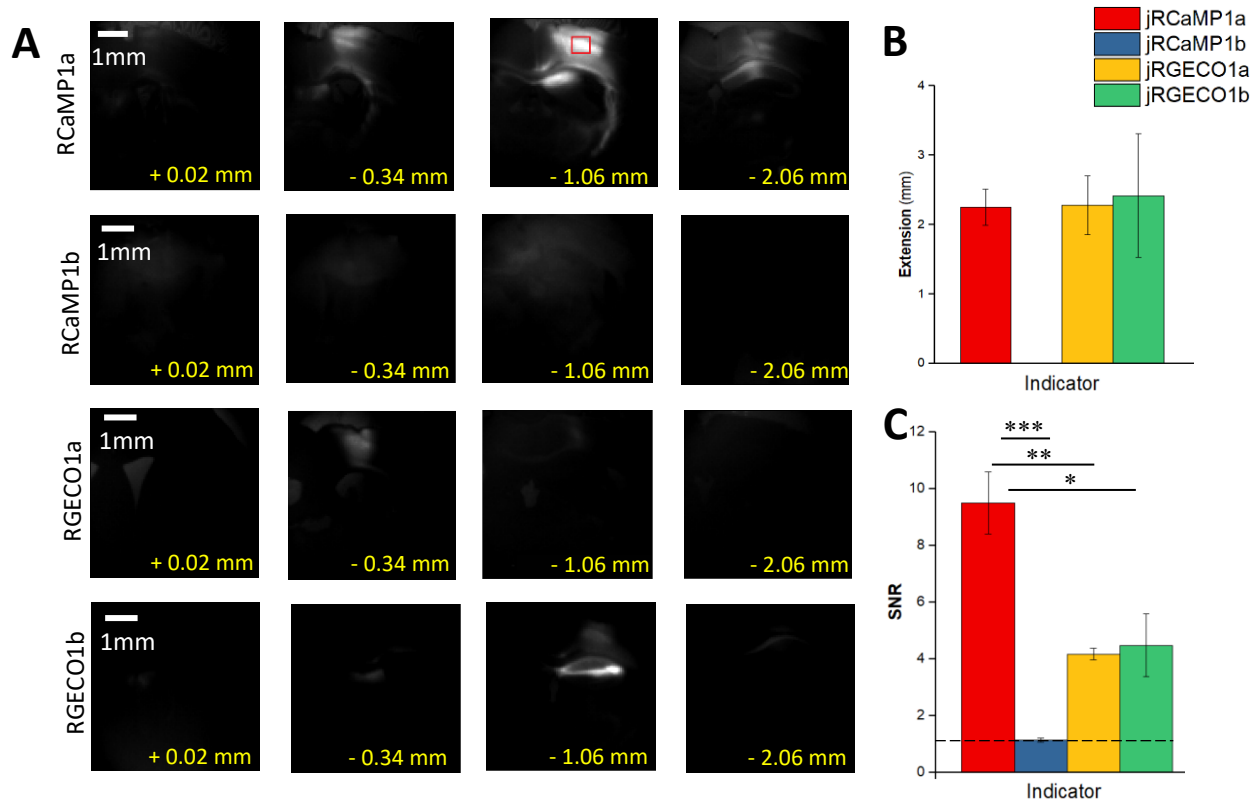 A
RCaMP1a
1mm
+ 0.02 mm
- 0.34 mm
- 1.06 mm
- 2.06 mm
RCaMP1b
1mm
+ 0.02 mm
- 0.34 mm
- 1.06 mm
- 2.06 mm
RGECO1a
1mm
+ 0.02 mm
- 0.34 mm
- 1.06 mm
- 2.06 mm
RGECO1b
1mm
+ 0.02 mm
- 0.34 mm
- 1.06 mm
- 2.06 mm
B
jRCaMP1a
jRCaMP1b
jRGECO1a
jRGECO1b
4
3
2
1
0
Extension (mm)
Indicator
C
***
**
*
12
10
8
6
4
2
0
SNR
Indicator